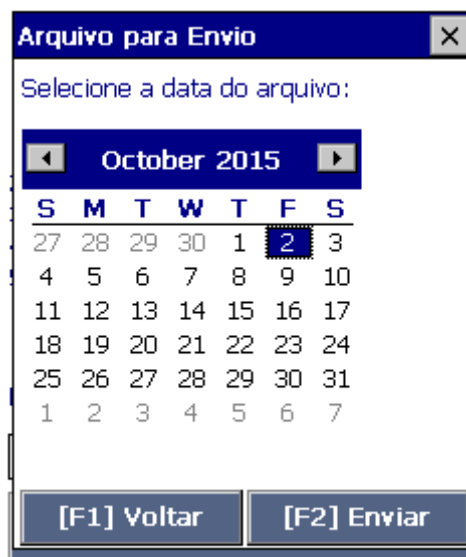 Arquivo para Envio
Selecione a data do arquivo:
October 2015
S M T W T F S
27 28 29 30 1 2 3
4 5 6 7 8 9 10
11 12 13 14 15 16 17
18 19 20 21 22 23 24
25 26 27 28 29 30 31
1 2 3 4 5 6 7
[F1] Voltar [F2] Enviar